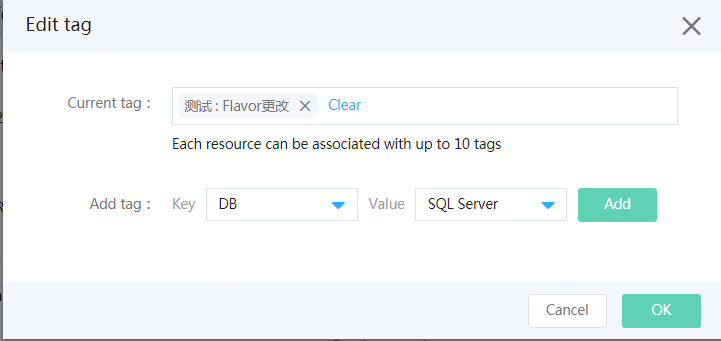 Edit tag
Current tag : 测试 : Flavor更改 Clear
Each resource can be associated with up to 10 tags
Add tag : Key DB Value SQL Server Add
Cancel OK